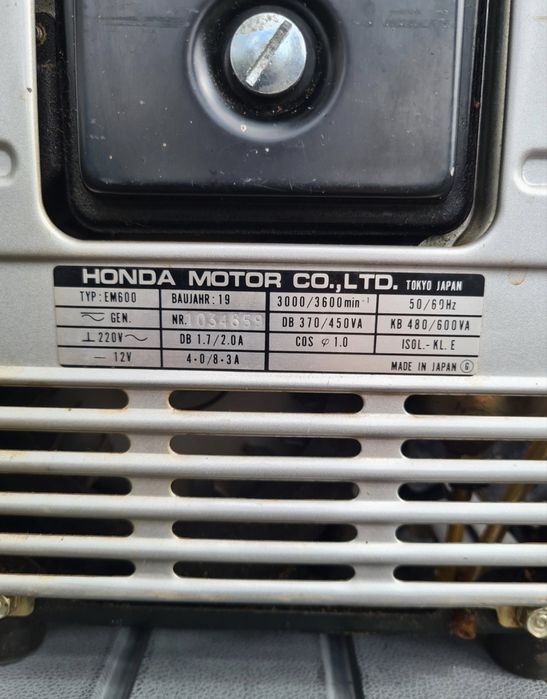 HONDA MOTOR CO.,LTD. TOKYO JAPAN
TYP:EM600 BAUJAHR:19 3000/3600min-1 50/60Hz
GEN. NR. 1034659 DB 370/450VA KB 480/600VA
⊥220V~ DB 1.7/2.0A COS φ 1.0 ISOL.-KL.E
— 12V 4·0/8·3A MADE IN JAPAN G